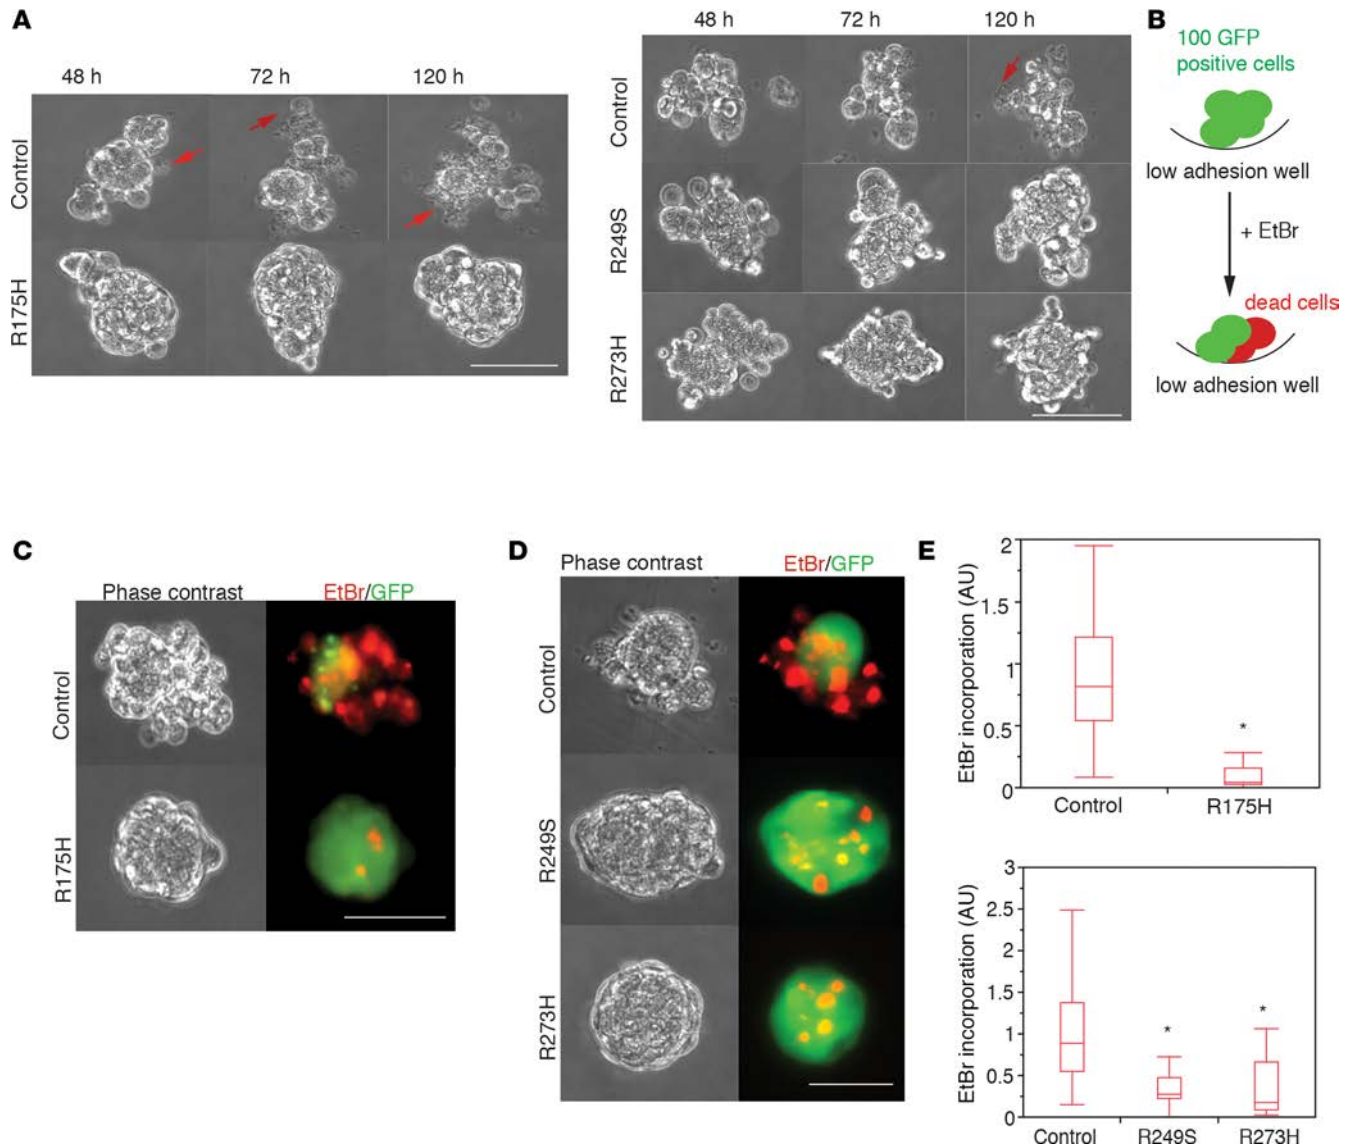 A
48 h 72 h 120 h
Control
R175H
48 h 72 h 120 h
Control
R249S
R273H
B
100 GFP
positive cells
low adhesion well
+ EtBr
dead cells
low adhesion well
C
Phase contrast EtBr/GFP
Control
R175H
D
Phase contrast EtBr/GFP
Control
R249S
R273H
E
EtBr incorporation (AU)
2
1.5
1
0.5
0
*
Control R175H
EtBr incorporation (AU)
3
2.5
2
1.5
1
0.5
0
* *
Control R249S R273H